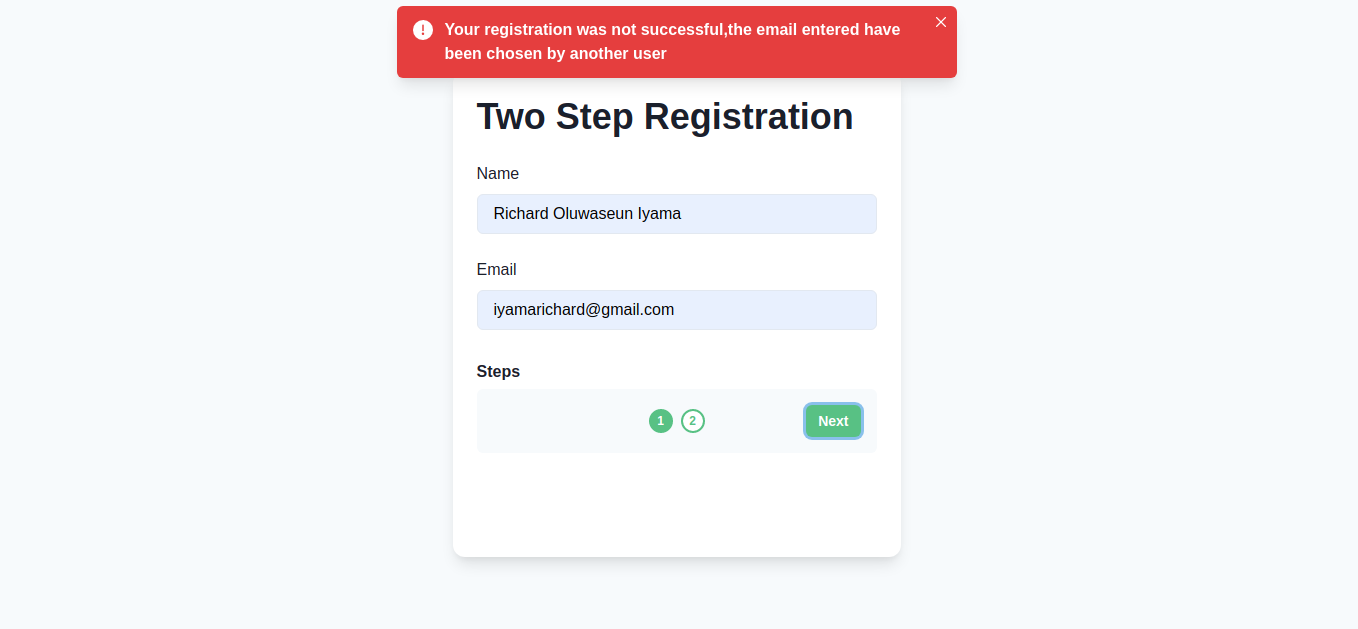 Your registration was not successful,the email entered have
been chosen by another user
Two Step Registration
Name
Richard Oluwaseun Iyama
Email
iyamarichard@gmail.com
Steps
1 2 Next